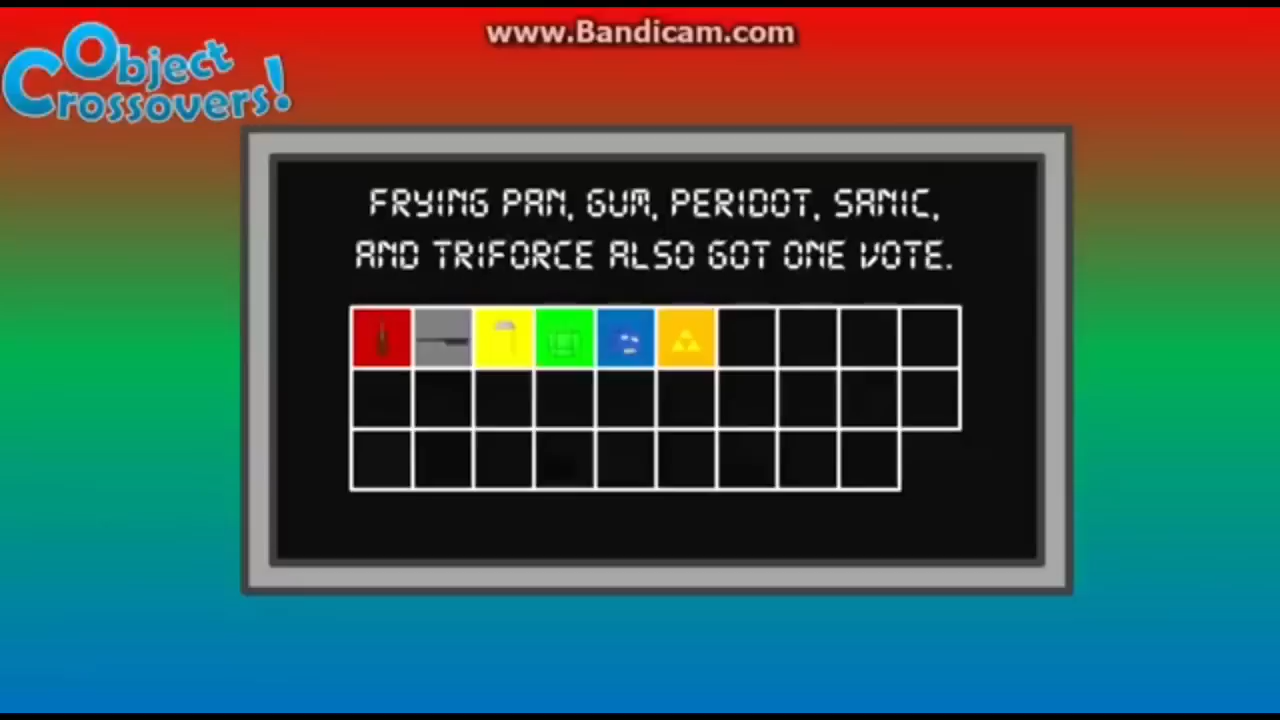 www.Bandicam.com
Object
Crossovers!
FRYING PAN, GUM, PERIDOT, SANIC,
AND TRIFORCE ALSO GOT ONE VOTE.